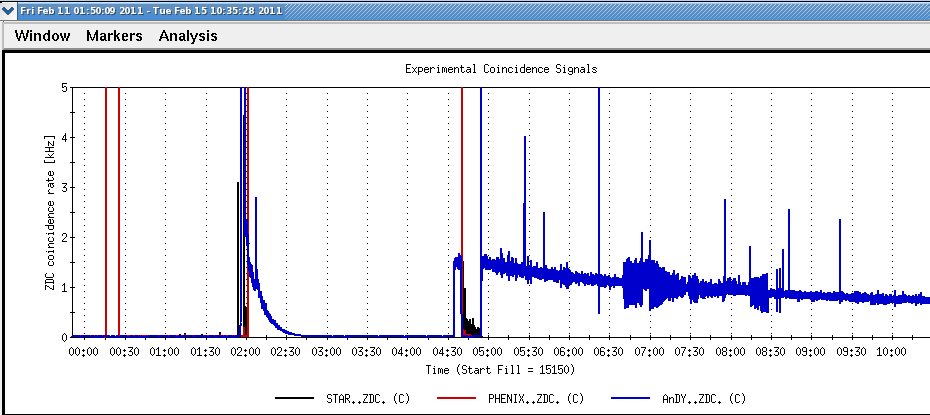 Fri Feb 11 01:50:09 2011 - Tue Feb 15 10:35:28 2011
Window Markers Analysis
Experimental Coincidence Signals
ZDC coincidence rate [kHz]
5
4
3
2
1
0
00:00 00:30 01:00 01:30 02:00 02:30 03:00 03:30 04:00 04:30 05:00 05:30 06:00 06:30 07:00 07:30 08:00 08:30 09:00 09:30 10:00
Time (Start Fill = 15150)
STAR..ZDC. (C) PHENIX..ZDC. (C) AnDY..ZDC. (C)